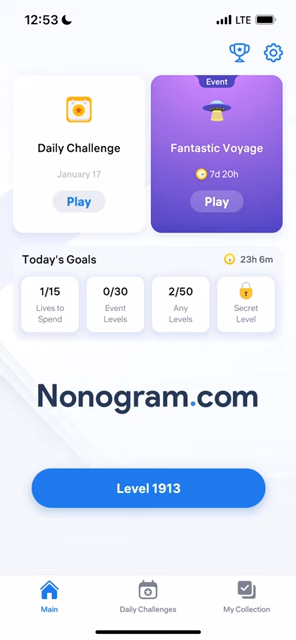 12:53 LTE
Event
Daily Challenge
January 17
Play
Fantastic Voyage
7d 20h
Play
Today's Goals 23h 6m
1/15
Lives to
Spend
0/30
Event
Levels
2/50
Any
Levels
Secret
Level
Nonogram.com
Level 1913
Main Daily Challenges My Collection